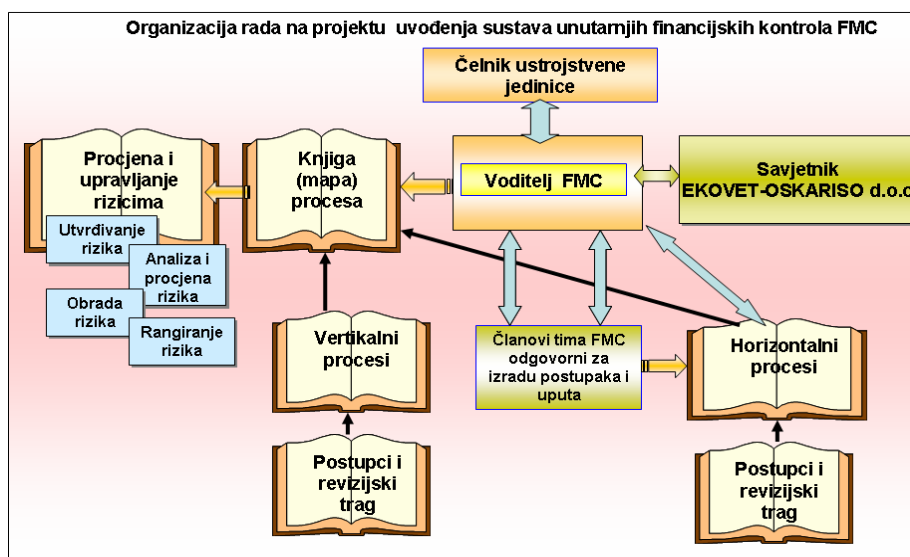 Organizacija rada na projektu uvođenja sustava unutarnjih financijskih kontrola FMC
Čelnik ustrojstvene
jedinice
Procjena i
upravljanje
rizicima
Knjiga
(mapa)
procesa
Voditelj FMC
Savjetnik
EKOVET-OSKARISO d.o.o
Utvrđivanje
rizika
Analiza i
procjena
rizika
Obrada
rizika
Rangiranje
rizika
Vertikalni
procesi
Članovi tima FMC
odgovorni za
izradu postupaka i
uputa
Horizontalni
procesi
Postupci i
revizijski
trag
Postupci i
revizijski
trag